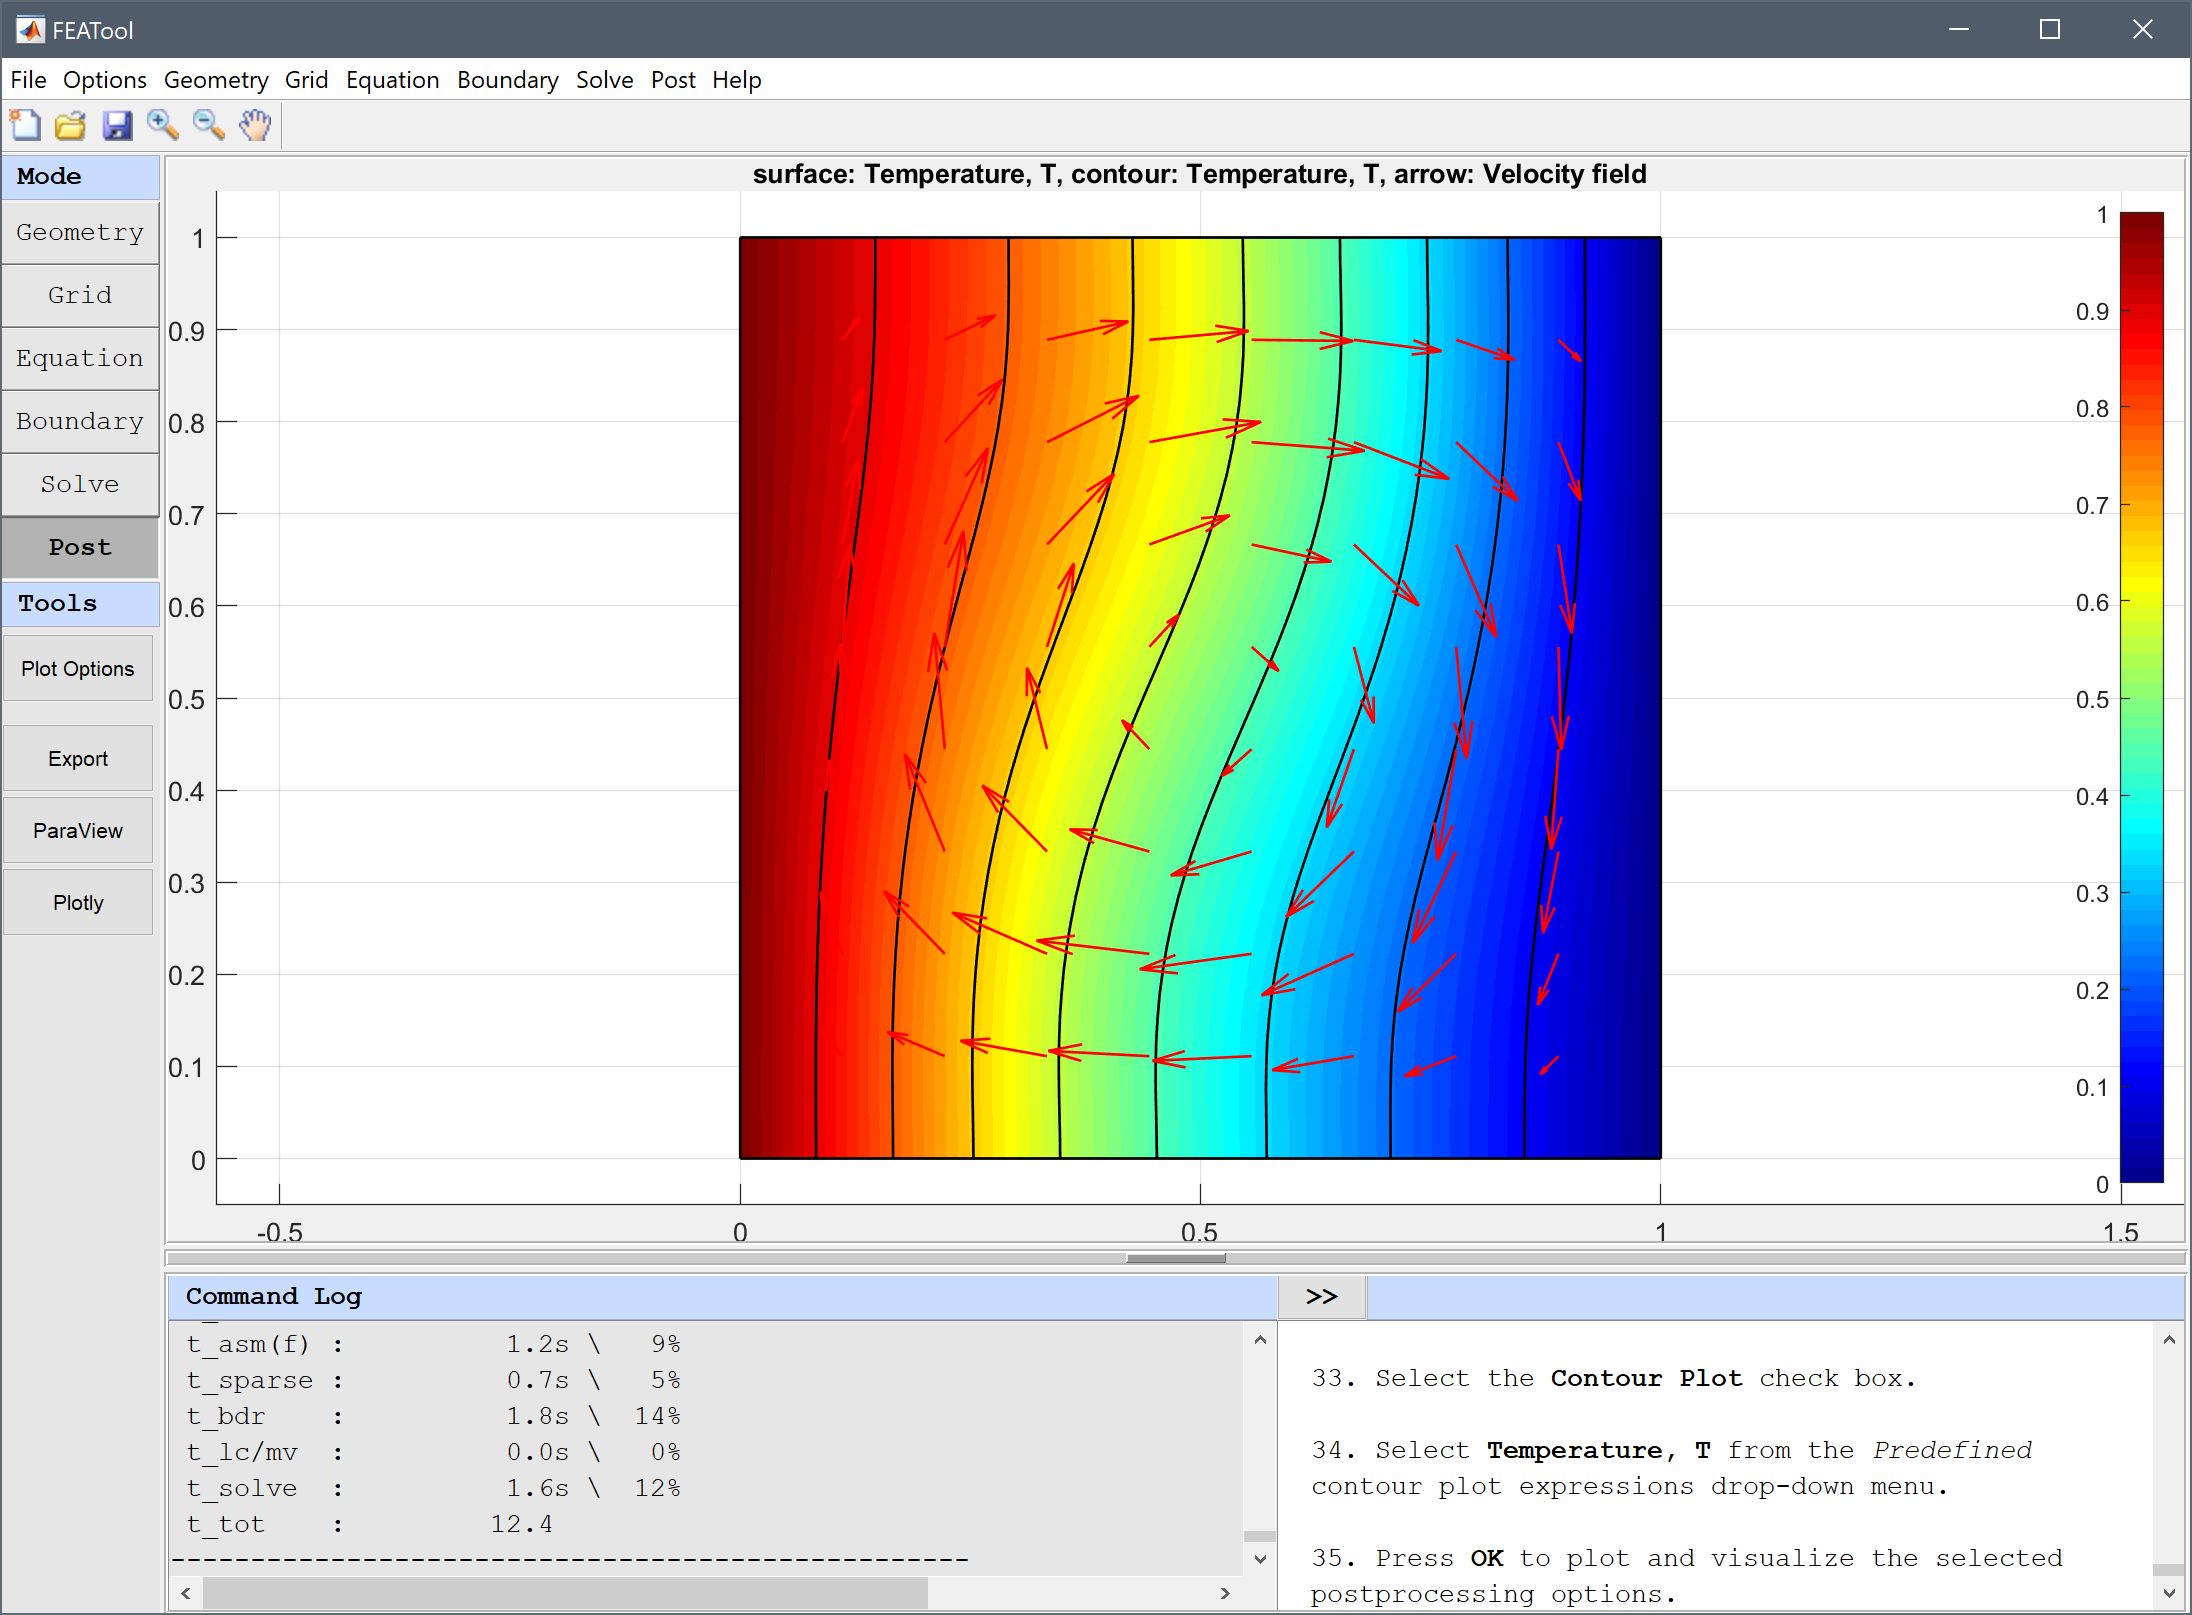 FEATool
File Options Geometry Grid Equation Boundary Solve Post Help
Mode
Geometry
Grid
Equation
Boundary
Solve
Post
Tools
Plot Options
Export
ParaView
Plotly
surface: Temperature, T, contour: Temperature, T, arrow: Velocity field
1
0.9
0.8
0.7
0.6
0.5
0.4
0.3
0.2
0.1
0
-0.5 0 0.5 1 1.5
1
0.9
0.8
0.7
0.6
0.5
0.4
0.3
0.2
0.1
0
Command Log
t_asm(f) : 1.2s \ 9%
t_sparse : 0.7s \ 5%
t_bdr : 1.8s \ 14%
t_lc/mv : 0.0s \ 0%
t_solve : 1.6s \ 12%
t_tot : 12.4
--------------------------------------------------
>>
33. Select the Contour Plot check box.
34. Select Temperature, T from the Predefined
contour plot expressions drop-down menu.
35. Press OK to plot and visualize the selected
postprocessing options.